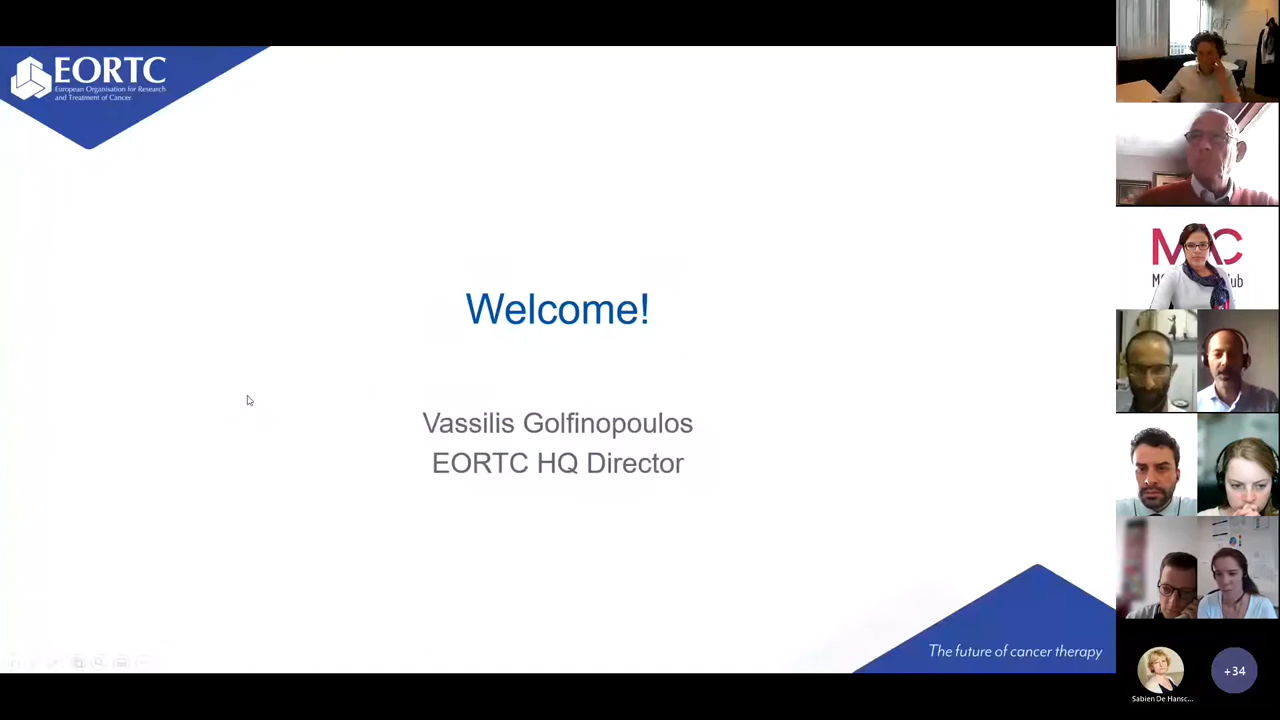 EORTC
European Organisation for Research
and Treatment of Cancer
Welcome!
Vassilis Golfinopoulos
EORTC HQ Director
The future of cancer therapy
Sabien De Hansc...
+34